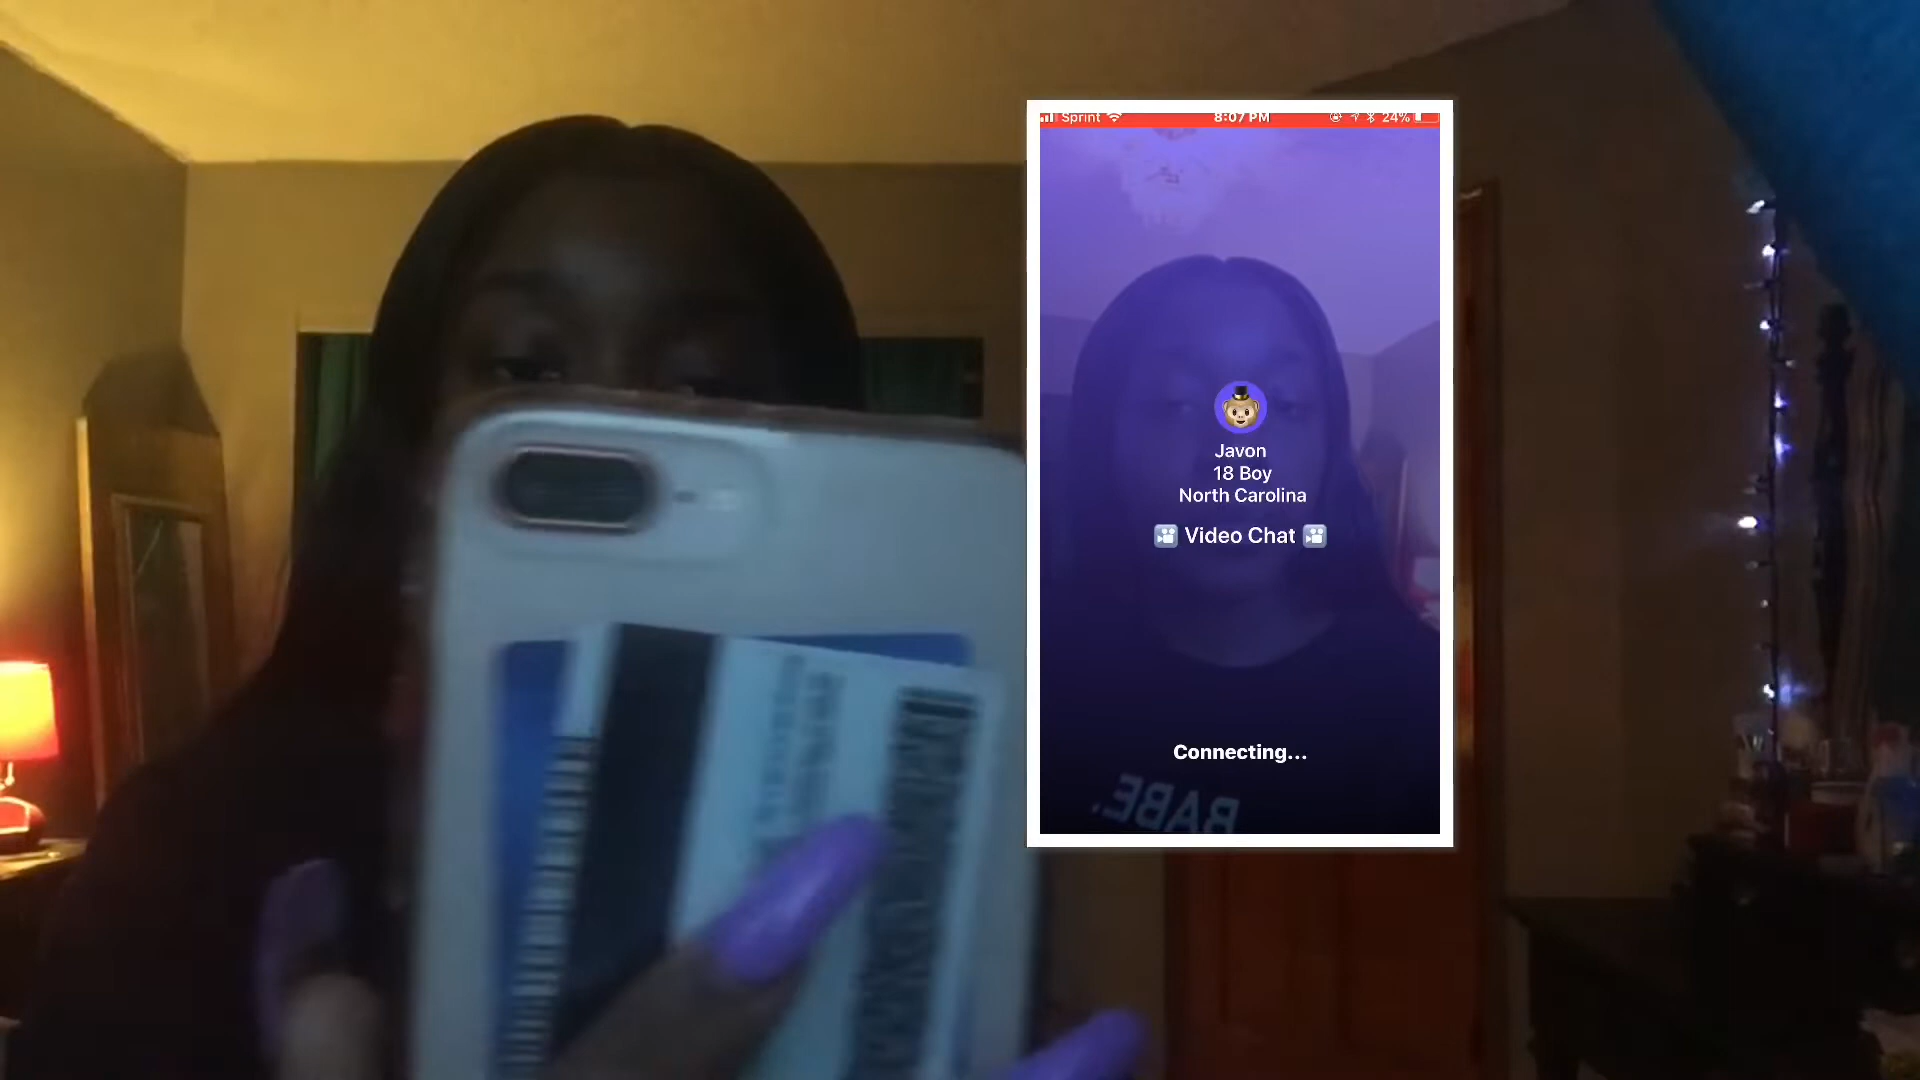 Sprint 8:07 PM 24%
Javon
18 Boy
North Carolina
Video Chat
Connecting...
BABE.